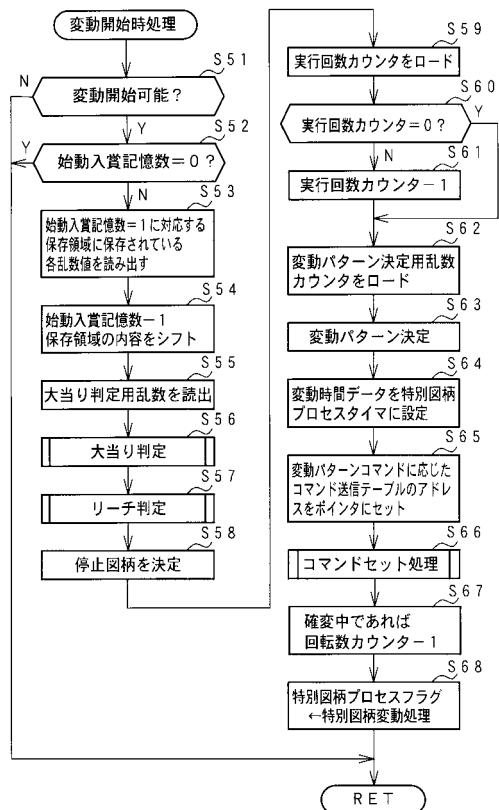 変動開始時処理
S51
N
変動開始可能？
Y
S52
Y
始動入賞記憶数＝0？
N
S53
始動入賞記憶数＝1に対応する
保存領域に保存されている
各乱数値を読み出す
S54
始動入賞記憶数－1
保存領域の内容をシフト
S55
大当り判定用乱数を読出
S56
大当り判定
S57
リーチ判定
S58
停止図柄を決定
S59
実行回数カウンタをロード
S60
実行回数カウンタ＝0？
Y
N
S61
実行回数カウンター1
S62
変動パターン決定用乱数
カウンタをロード
S63
変動パターン決定
S64
変動時間データを特別図柄
プロセスタイマに設定
S65
変動パターンコマンドに応じた
コマンド送信テーブルのアドレ
スをポインタにセット
S66
コマンドセット処理
S67
確変中であれば
回転数カウンター1
S68
特別図柄プロセスフラグ
←特別図柄変動処理
RET